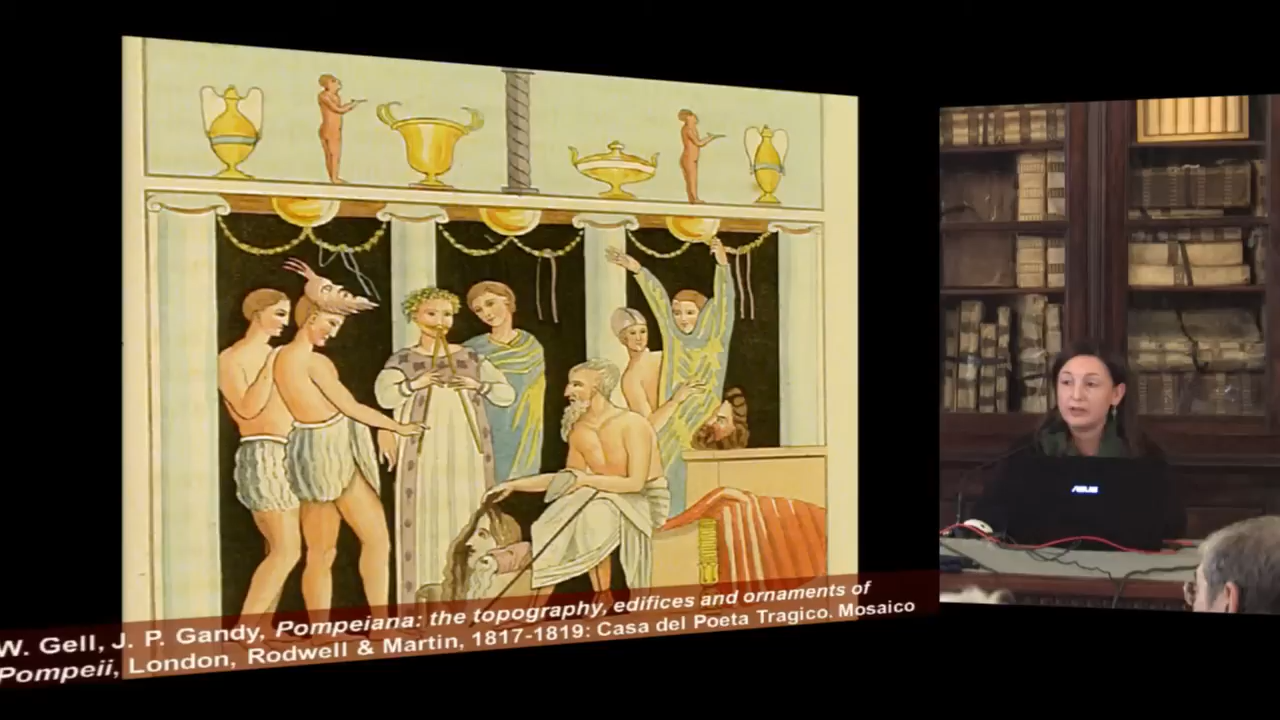 W. Gell, J. P. Gandy, Pompeiana: the topography, edifices and ornaments of
Pompeii, London, Rodwell & Martin, 1817-1819: Casa del Poeta Tragico. Mosaico
ASUS